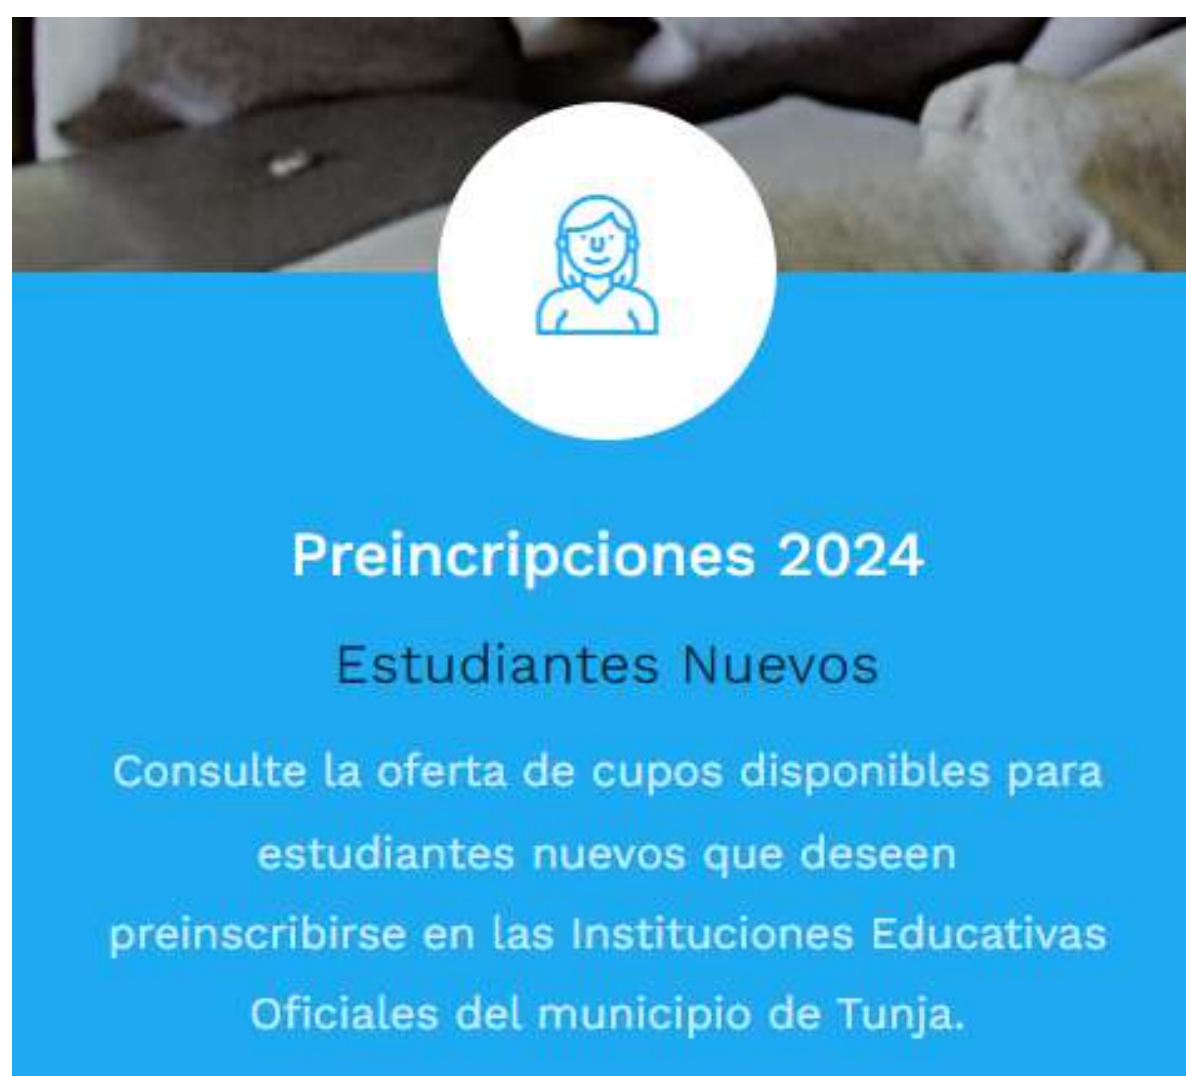 Preincripciones 2024
Estudiantes Nuevos
Consulte la oferta de cupos disponibles para
estudiantes nuevos que deseen
preinscribirse en las Instituciones Educativas
Oficiales del municipio de Tunja.